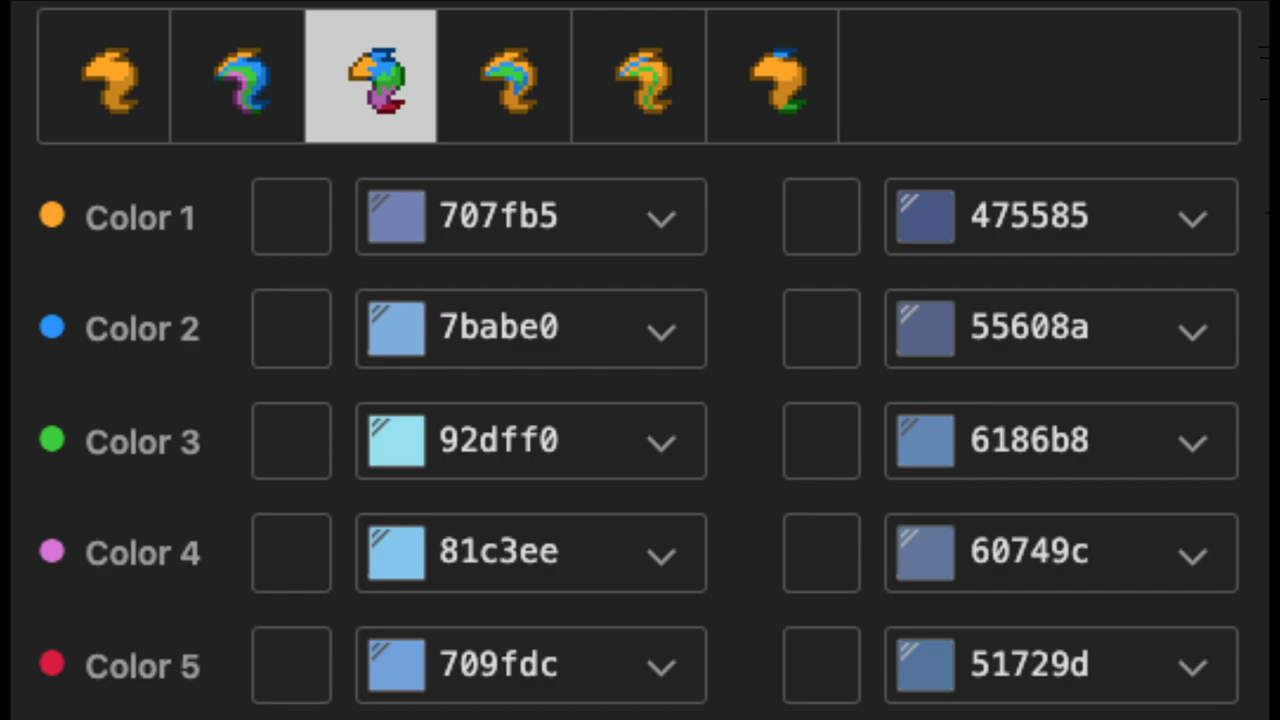 Color 1 707fb5 475585
Color 2 7babe0 55608a
Color 3 92dff0 6186b8
Color 4 81c3ee 60749c
Color 5 709fdc 51729d